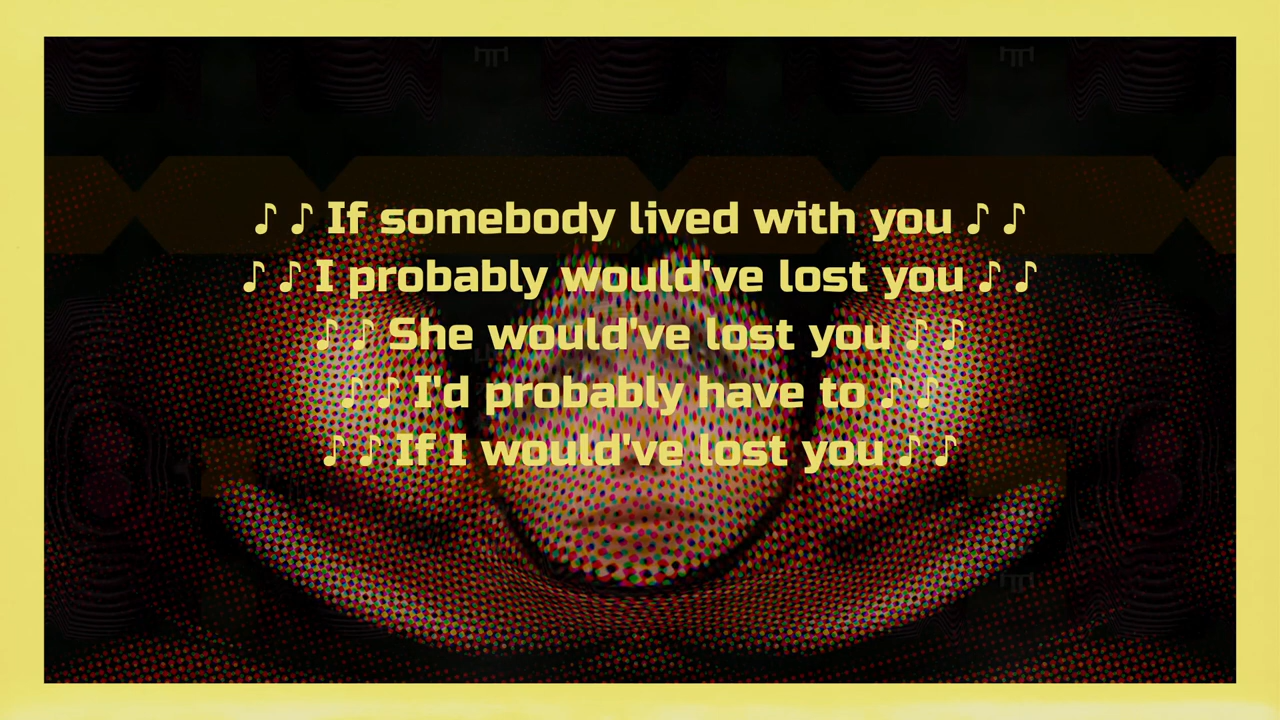 ♪ ♪ If somebody lived with you ♪ ♪
♪ ♪ I probably would've lost you ♪ ♪
♪ ♪ She would've lost you ♪ ♪
♪ ♪ I'd probably have to ♪ ♪
♪ ♪ If I would've lost you ♪ ♪